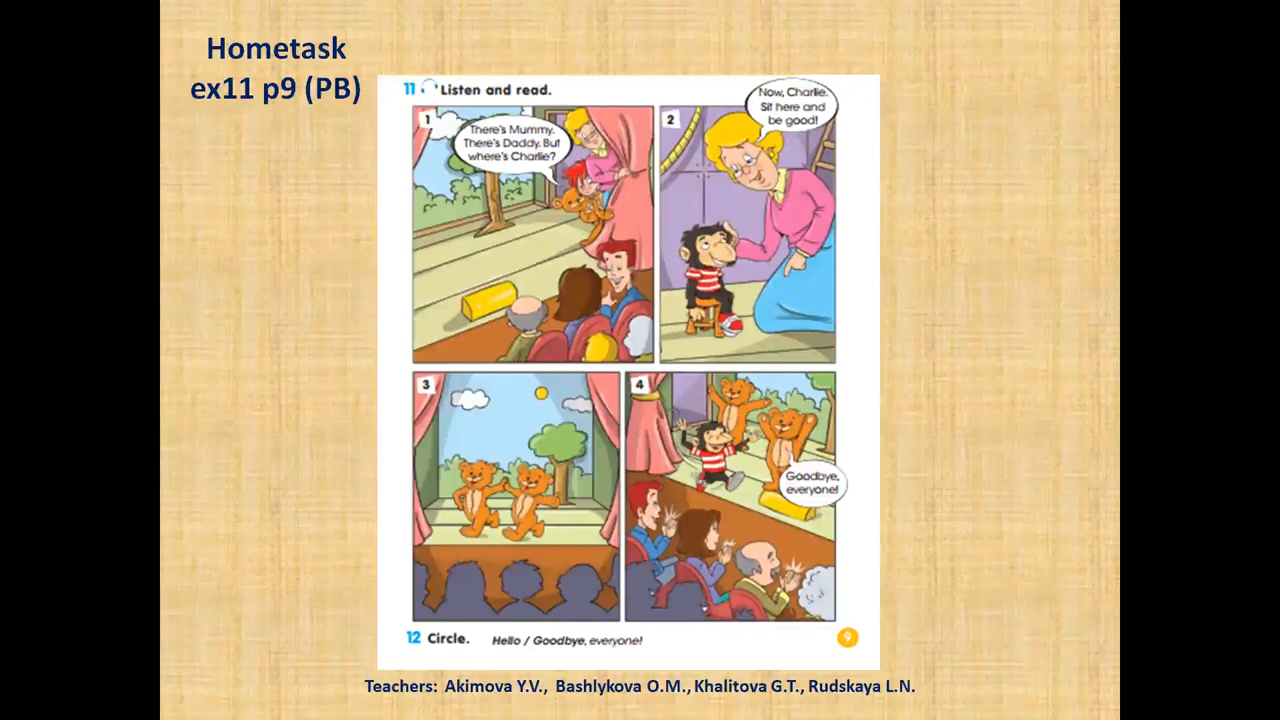 Hometask
ex11 p9 (PB)
11 Listen and read.
1
There's Mummy.
There's Daddy. But
where's Charlie?
2
Now, Charlie.
Sit here and
be good!
3
4
Goodbye,
everyone!
12 Circle. Hello / Goodbye, everyone!
9
Teachers: Akimova Y.V., Bashlykova O.M., Khalitova G.T., Rudskaya L.N.